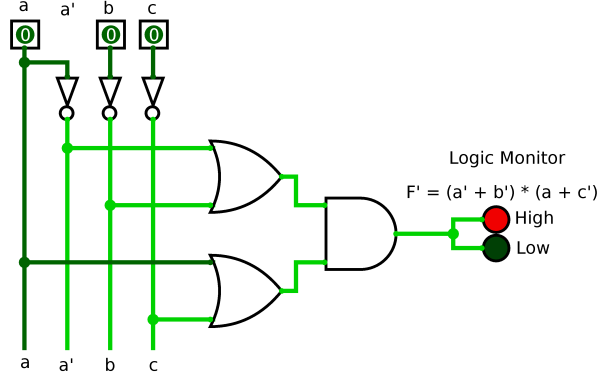 a a' b c
0 0 0
Logic Monitor
F' = (a' + b') * (a + c')
High
Low
a a' b c